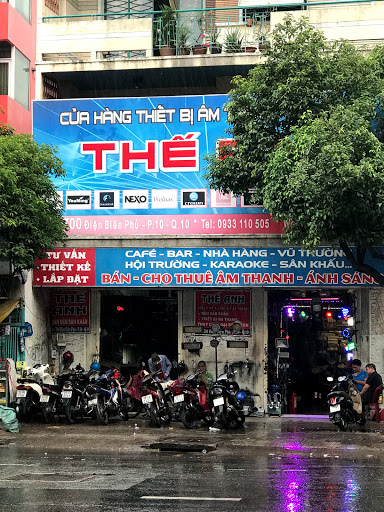 CỬA HÀNG THIẾT BỊ ÂM
THẾ
NEXO
Điện Biên Phủ - P.10 - Q.10 * Tel: 0933 110 505
TƯ VẤN
THIẾT KẾ
LẮP ĐẶT
CAFÉ - BAR - NHÀ HÀNG - VŨ TRƯỜN
HỘI TRƯỜNG - KARAOKE - SÂN KHẤU...
BÁN - CHO THUÊ ÂM THANH - ÁNH SÁN
THẾ ANH
THẾ ANH